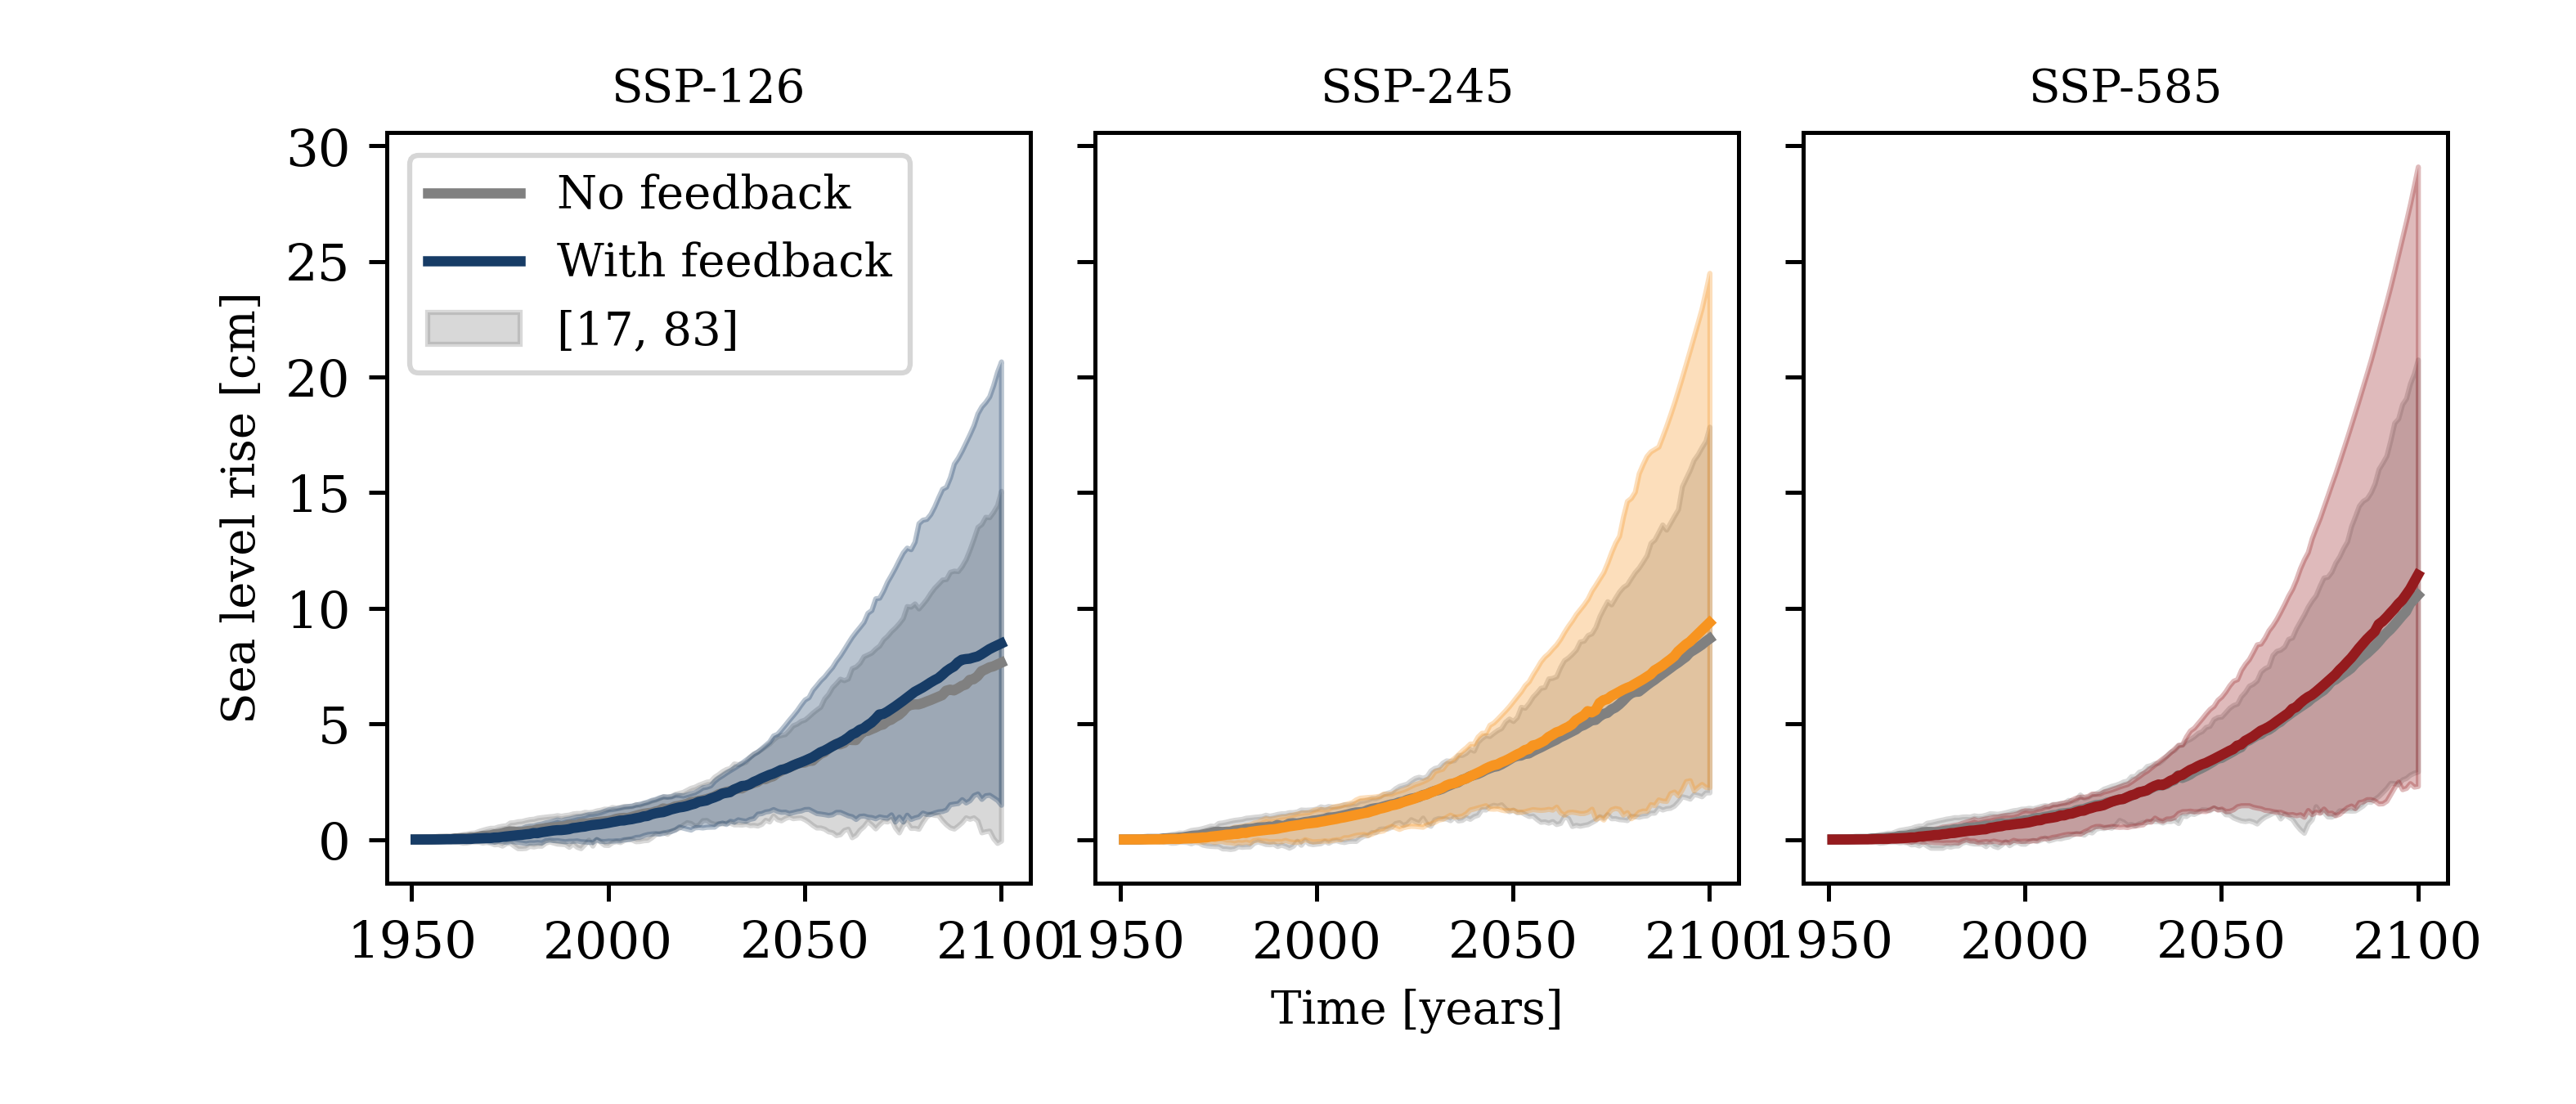 SSP-126
SSP-245
SSP-585
Sea level rise [cm]
30
25
20
15
10
5
0
No feedback
With feedback
[17, 83]
1950 2000 2050 2100
1950 2000 2050 2100
1950 2000 2050 2100
Time [years]